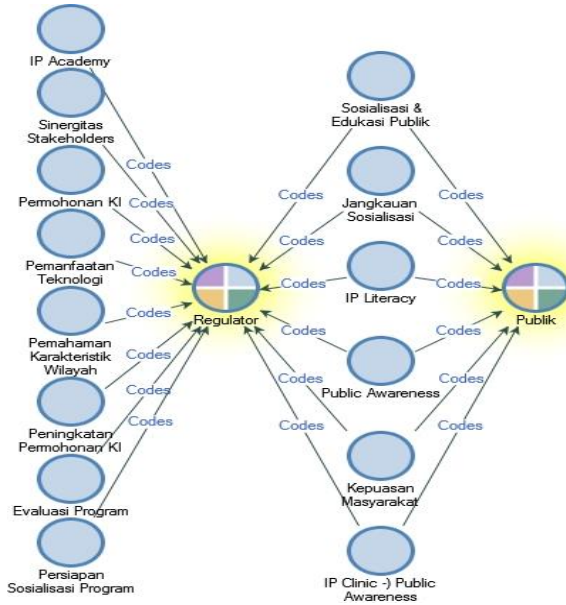 IP Academy
Sinergitas
Stakeholders
Permohonan KI
Pemanfaatan
Teknologi
Pemahaman
Karakteristik
Wilayah
Peningkatan
Permohonan KI
Evaluasi Program
Persiapan
Sosialisasi Program
Codes
Codes
Codes
Codes
Codes
Codes
Codes
Codes
Regulator
Codes
Codes
Codes
Codes
Codes
Codes
Sosialisasi &
Edukasi Publik
Jangkauan
Sosialisasi
IP Literacy
Public Awareness
Kepuasan
Masyarakat
IP Clinic -) Public
Awareness
Codes
Codes
Codes
Codes
Codes
Codes
Publik